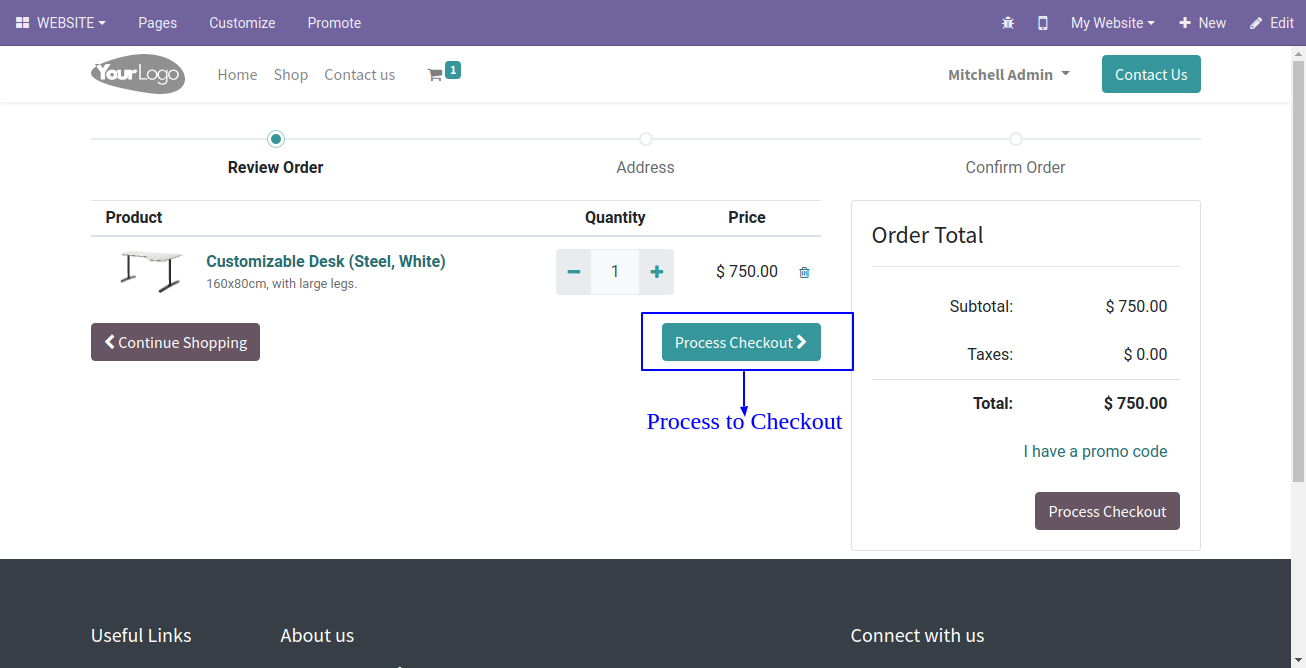 WEBSITE Pages Customize Promote My Website New Edit
YourLogo Home Shop Contact us 1 Mitchell Admin Contact Us
Review Order Address Confirm Order
Product Quantity Price
Customizable Desk (Steel, White)
160x80cm, with large legs.
1 $ 750.00
Continue Shopping Process Checkout
Process to Checkout
Order Total
Subtotal: $ 750.00
Taxes: $ 0.00
Total: $ 750.00
I have a promo code
Process Checkout
Useful Links About us Connect with us